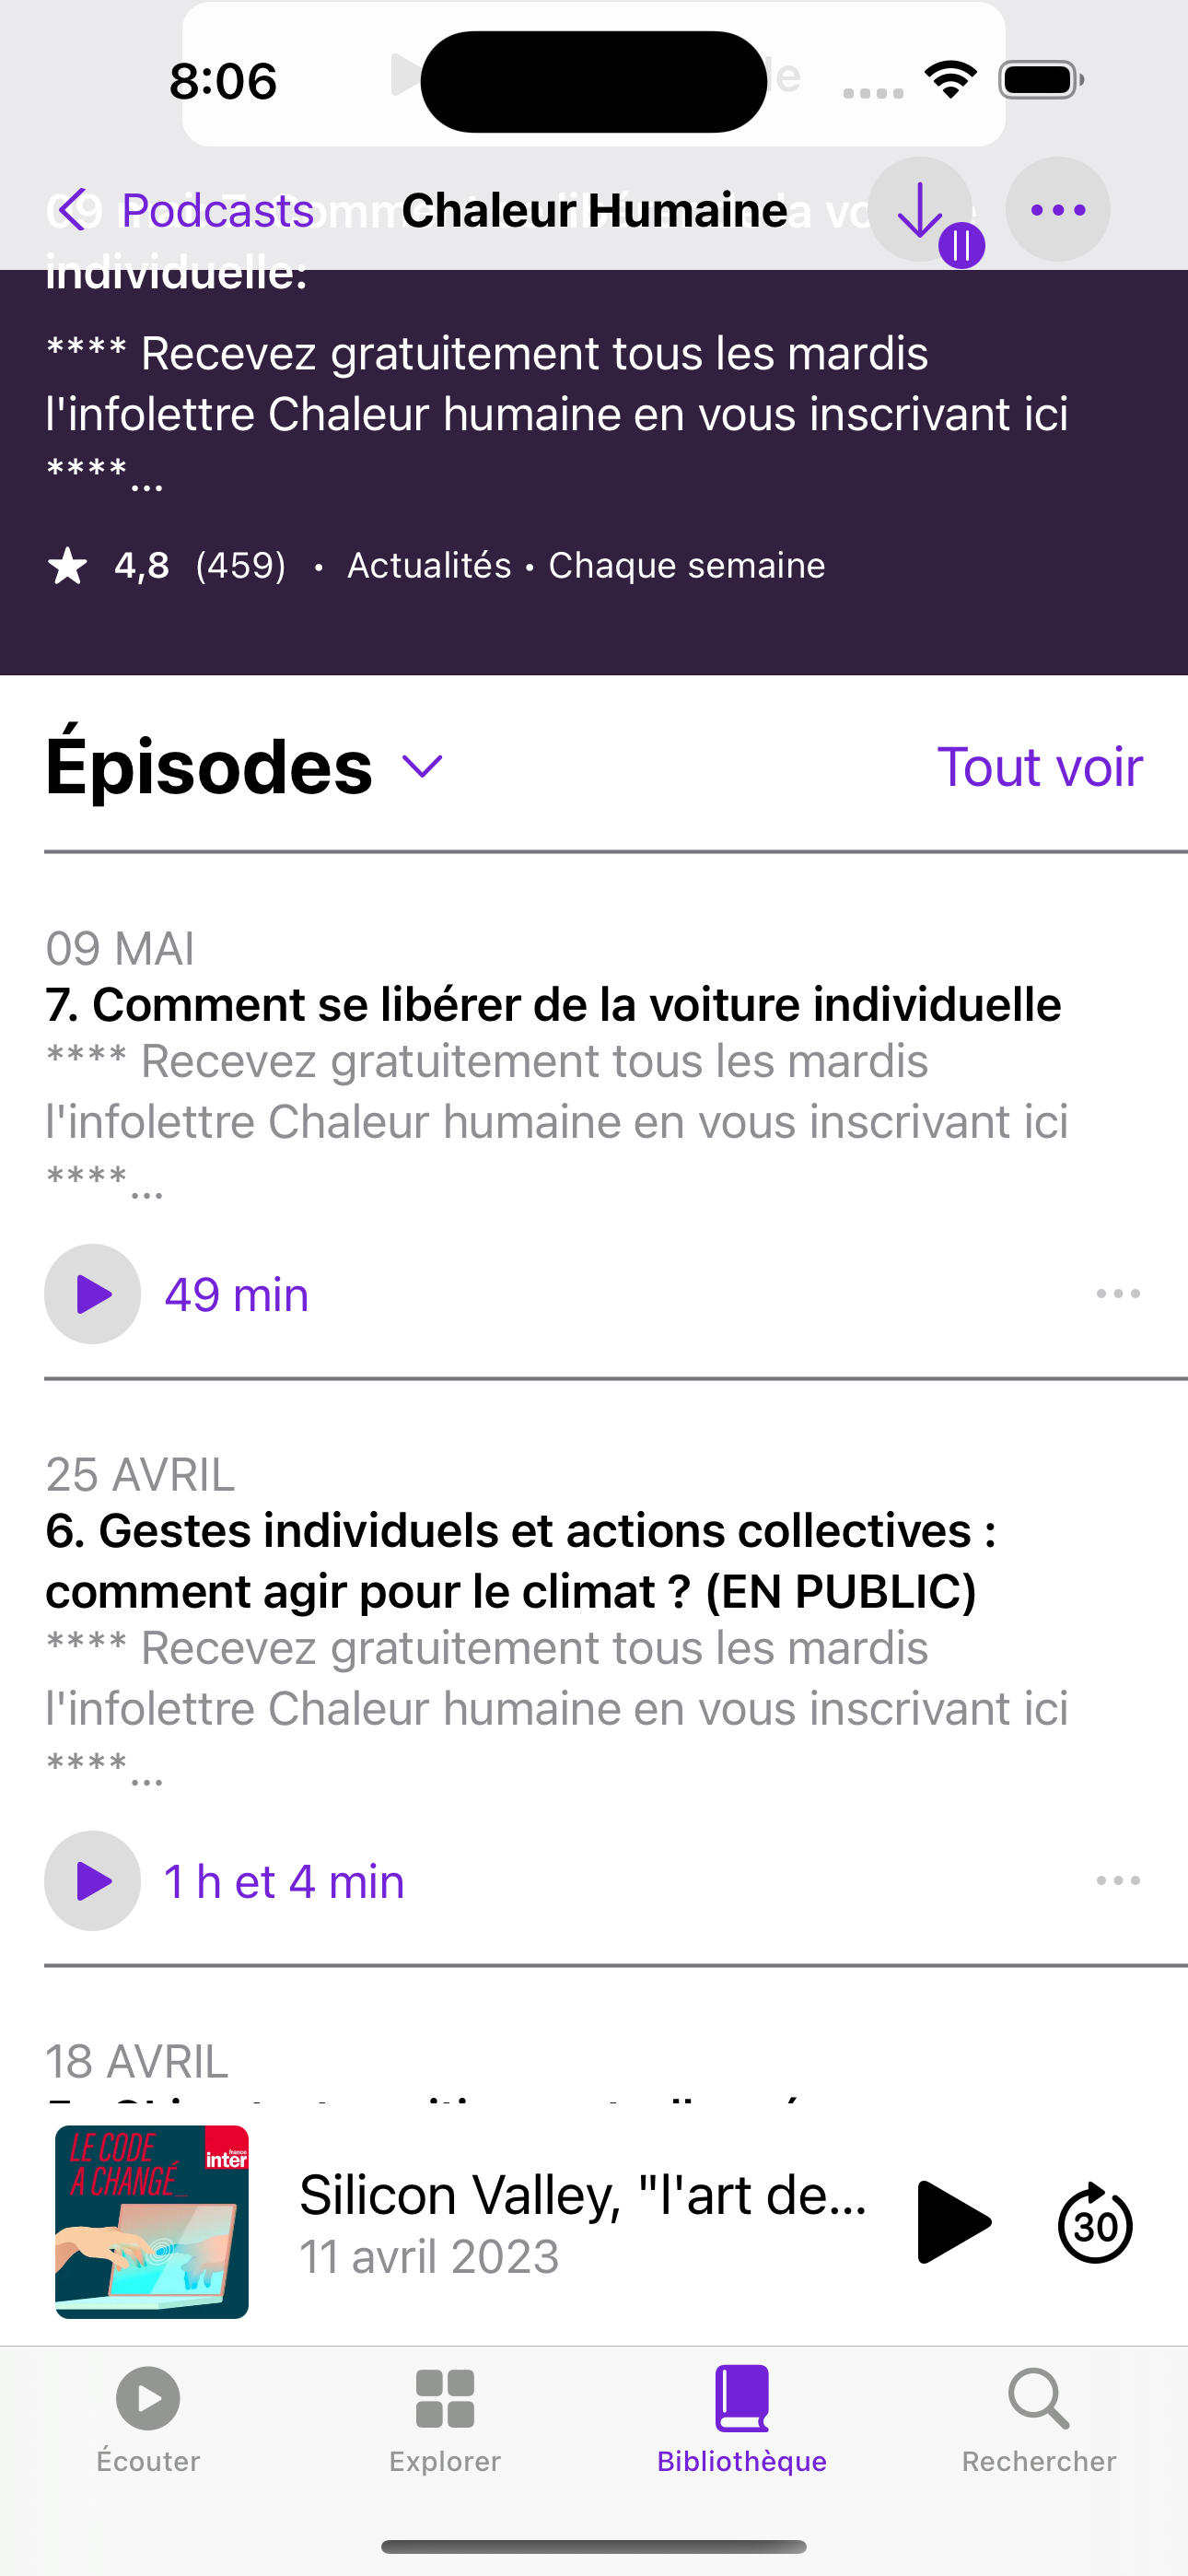 8:06
Podcasts
Chaleur Humaine
individuelle:
**** Recevez gratuitement tous les mardis
l'infolettre Chaleur humaine en vous inscrivant ici
****...
4,8 (459) • Actualités • Chaque semaine
Épisodes
Tout voir
09 MAI
7. Comment se libérer de la voiture individuelle
**** Recevez gratuitement tous les mardis
l'infolettre Chaleur humaine en vous inscrivant ici
****...
49 min
25 AVRIL
6. Gestes individuels et actions collectives :
comment agir pour le climat ? (EN PUBLIC)
**** Recevez gratuitement tous les mardis
l'infolettre Chaleur humaine en vous inscrivant ici
****...
1 h et 4 min
18 AVRIL
LE CODE
A CHANGÉ_
france
inter
Silicon Valley, "l'art de...
11 avril 2023
30
Écouter
Explorer
Bibliothèque
Rechercher